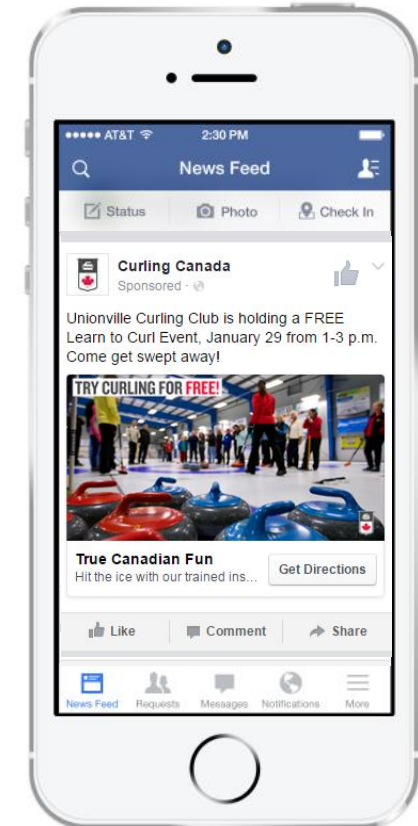 AT&T 2:30 PM
News Feed
Status Photo Check In
Curling Canada
Sponsored ·
Unionville Curling Club is holding a FREE
Learn to Curl Event, January 29 from 1-3 p.m.
Come get swept away!
TRY CURLING FOR FREE!
True Canadian Fun
Hit the ice with our trained ins...
Get Directions
Like Comment Share
News Feed Requests Messages Notifications More